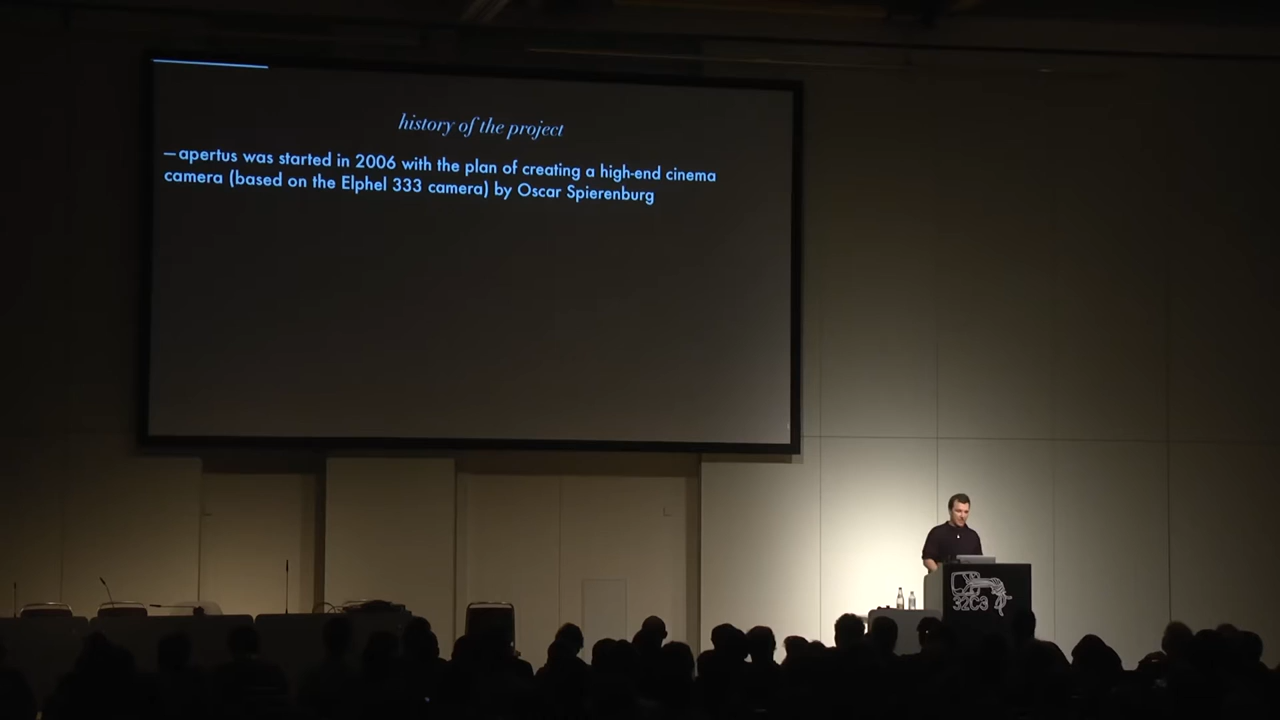 history of the project
—apertus was started in 2006 with the plan of creating a high-end cinema
camera (based on the Elphel 333 camera) by Oscar Spierenburg
32C3